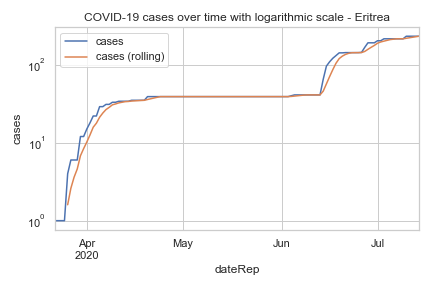 COVID-19 cases over time with logarithmic scale - Eritrea
cases
cases (rolling)
10²
10¹
10⁰
cases
Apr
2020
May
Jun
Jul
dateRep